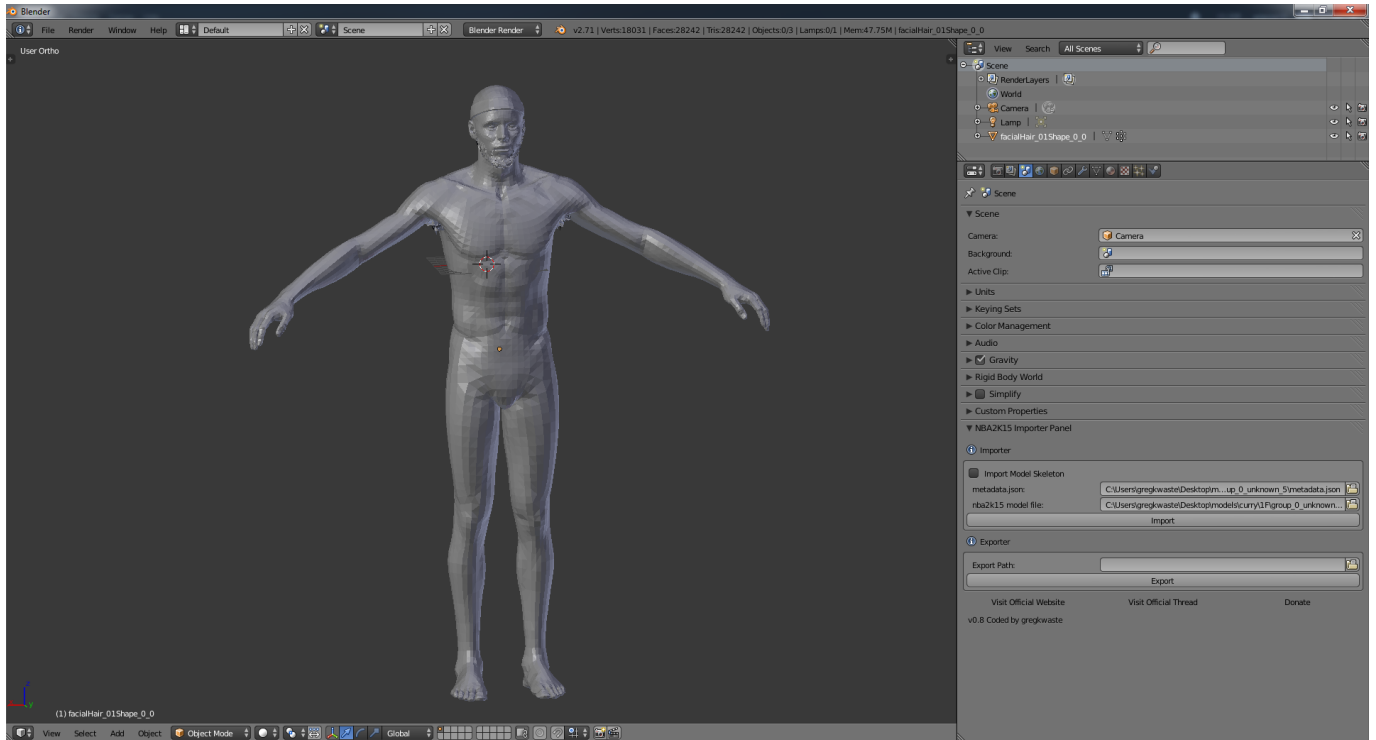 Blender
File Render Window Help Default Scene Blender Render v2.71 | Verts:18031 | Faces:28242 | Tris:28242 | Objects:0/3 | Lamps:0/1 | Mem:47.75M | facialHair_01Shape_0_0
User Ortho
View Search All Scenes
Scene
RenderLayers |
World
Camera |
Lamp |
facialHair_01Shape_0_0 |
Scene
Scene
Camera: Camera
Background:
Active Clip:
Units
Keying Sets
Color Management
Audio
Gravity
Rigid Body World
Simplify
Custom Properties
NBA2K15 Importer Panel
Importer
Import Model Skeleton
metadata.json: C:\Users\gregkwaste\Desktop\m...up_0_unknown_5\metadata.json
nba2k15 model file: C:\Users\gregkwaste\Desktop\models\curry\1F\group_0_unknown...
Import
Exporter
Export Path:
Export
Visit Official Website Visit Official Thread Donate
v0.8 Coded by gregkwaste
z
y
(1) facialHair_01Shape_0_0
View Select Add Object Object Mode Global